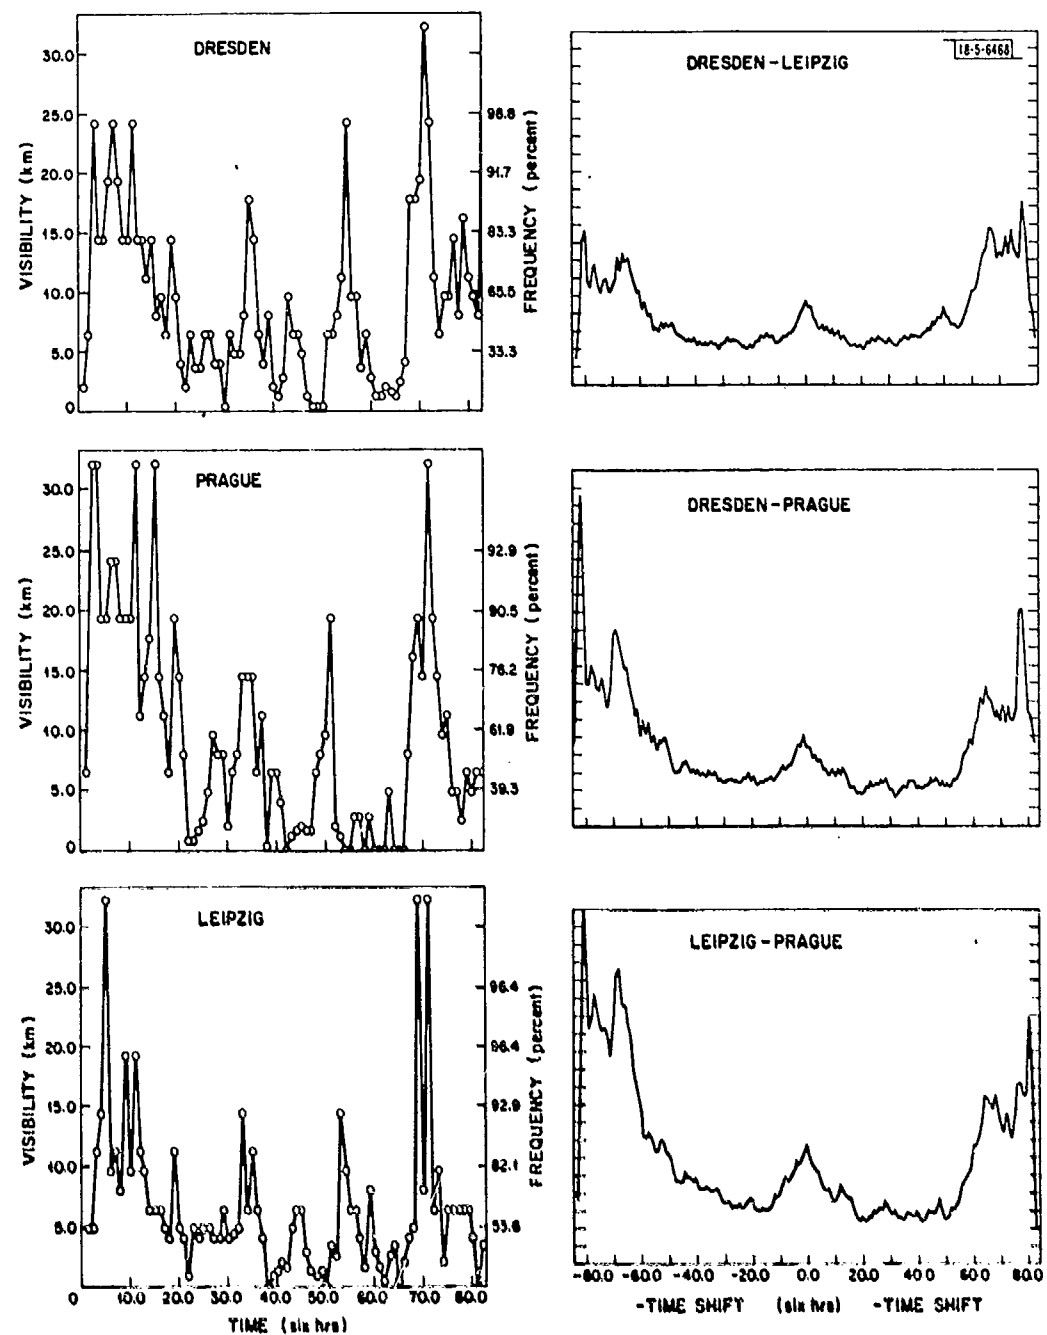 DRESDEN
VISIBILITY (km)
30.0
25.0
20.0
15.0
10.0
5.0
0
98.8
91.7
83.3
65.5
33.3
FREQUENCY (percent)
DRESDEN-LEIPZIG
18-5-6468
PRAGUE
VISIBILITY (km)
30.0
25.0
20.0
15.0
10.0
5.0
0
92.9
90.5
76.2
61.9
39.3
FREQUENCY (percent)
DRESDEN-PRAGUE
LEIPZIG
VISIBILITY (km)
30.0
25.0
20.0
15.0
10.0
5.0
96.4
96.4
92.9
82.1
53.6
FREQUENCY (percent)
0 10.0 20.0 30.0 40.0 50.0 60.0 70.0 80.0
TIME (six hrs)
LEIPZIG-PRAGUE
-80.0 -60.0 -40.0 -20.0 0.0 20.0 40.0 60.0 80.0
-TIME SHIFT (six hrs) -TIME SHIFT